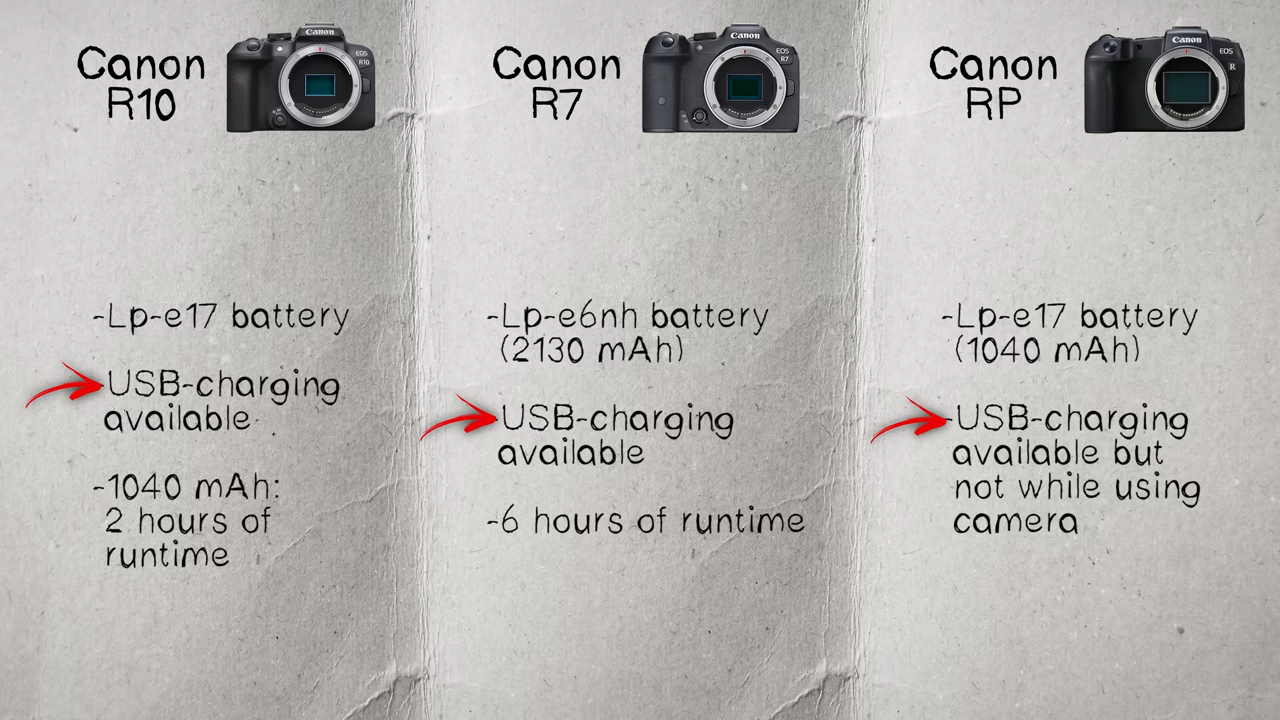 Canon
R10
Canon
EOS
R10
-Lp-e17 battery
USB-charging
available
-1040 mAh:
2 hours of
runtime
Canon
R7
Canon
EOS
R7
-Lp-e6nh battery
(2130 mAh)
USB-charging
available
-6 hours of runtime
Canon
RP
Canon
EOS
R
-Lp-e17 battery
(1040 mAh)
-USB-charging
available but
not while using
camera